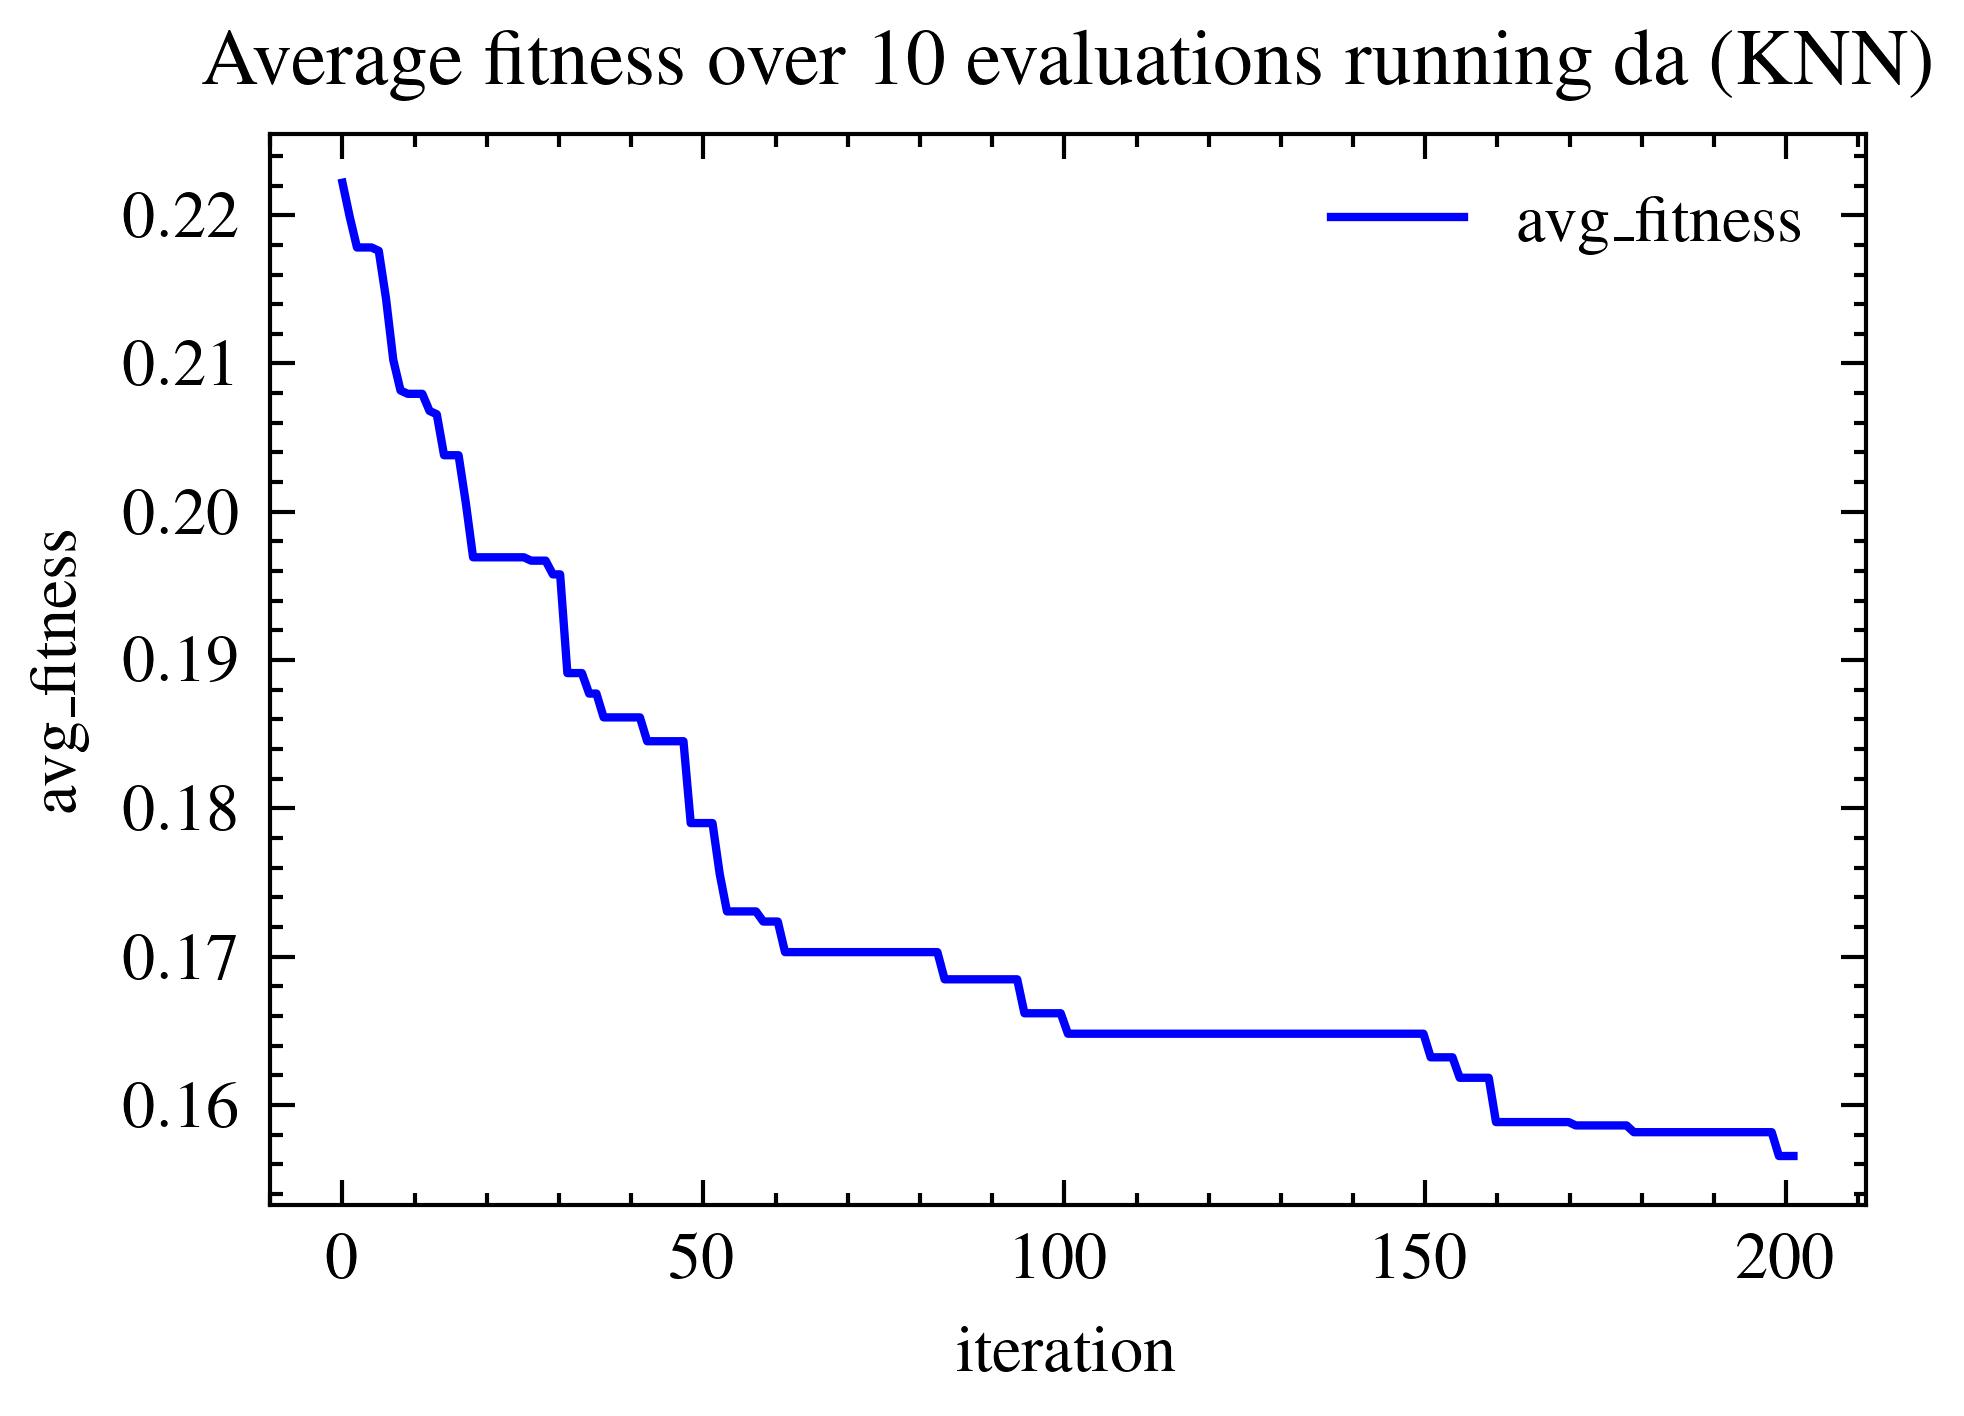 Average fitness over 10 evaluations running da (KNN)
avg_fitness
0.22
0.21
0.20
0.19
0.18
0.17
0.16
avg_fitness
0 50 100 150 200
iteration